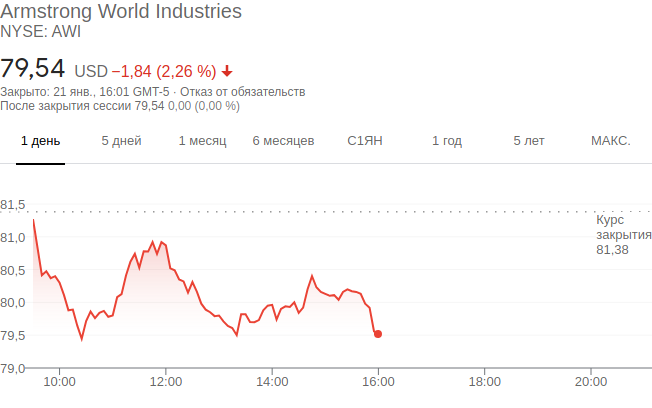 Armstrong World Industries
NYSE: AWI
79,54 USD −1,84 (2,26 %)
Закрыто: 21 янв., 16:01 GMT-5 · Отказ от обязательств
После закрытия сессии 79,54 0,00 (0,00 %)
1 день 5 дней 1 месяц 6 месяцев С1ЯН 1 год 5 лет МАКС.
81,5
Курс
закрытия
81,38
81,0
80,5
80,0
79,5
79,0
10:00 12:00 14:00 16:00 18:00 20:00